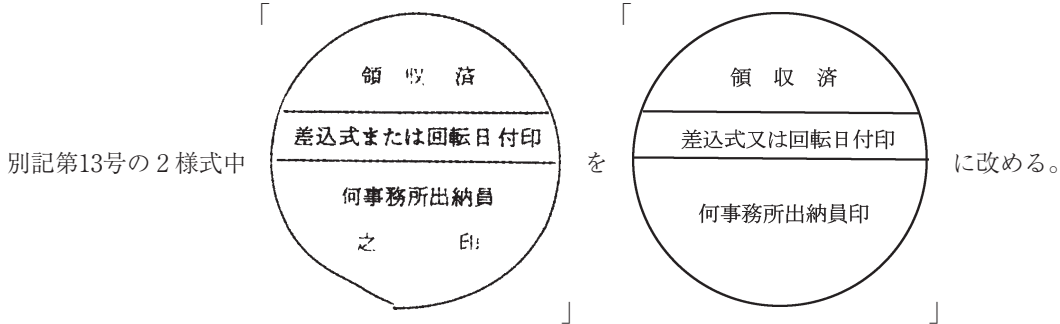 別記第13号の２様式中
「
領収済
差込式または回転日付印
何事務所出納員
之印
」
を
「
領収済
差込式又は回転日付印
何事務所出納員印
」
に改める。